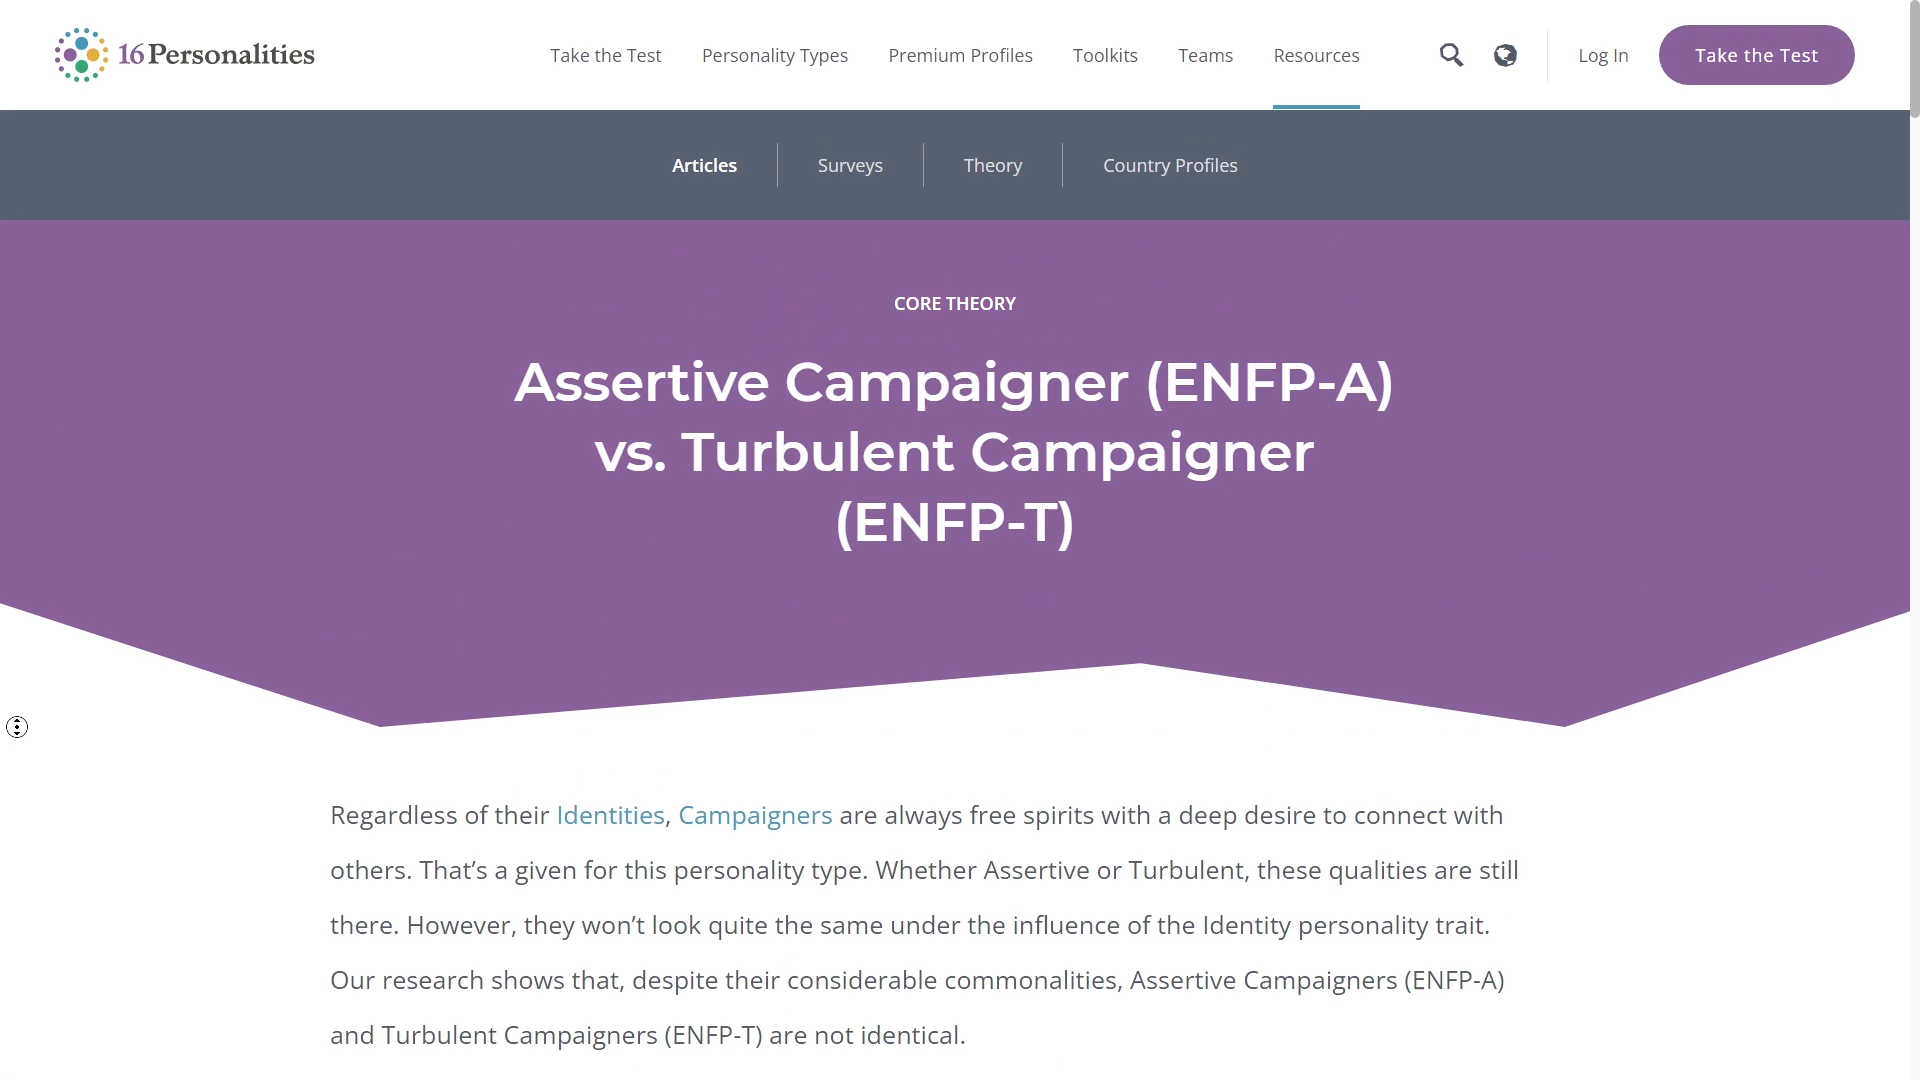 16Personalities
Take the Test
Personality Types
Premium Profiles
Toolkits
Teams
Resources
Log In
Take the Test
Articles
Surveys
Theory
Country Profiles
CORE THEORY
Assertive Campaigner (ENFP-A)
vs. Turbulent Campaigner
(ENFP-T)
Regardless of their Identities, Campaigners are always free spirits with a deep desire to connect with
others. That’s a given for this personality type. Whether Assertive or Turbulent, these qualities are still
there. However, they won’t look quite the same under the influence of the Identity personality trait.
Our research shows that, despite their considerable commonalities, Assertive Campaigners (ENFP-A)
and Turbulent Campaigners (ENFP-T) are not identical.